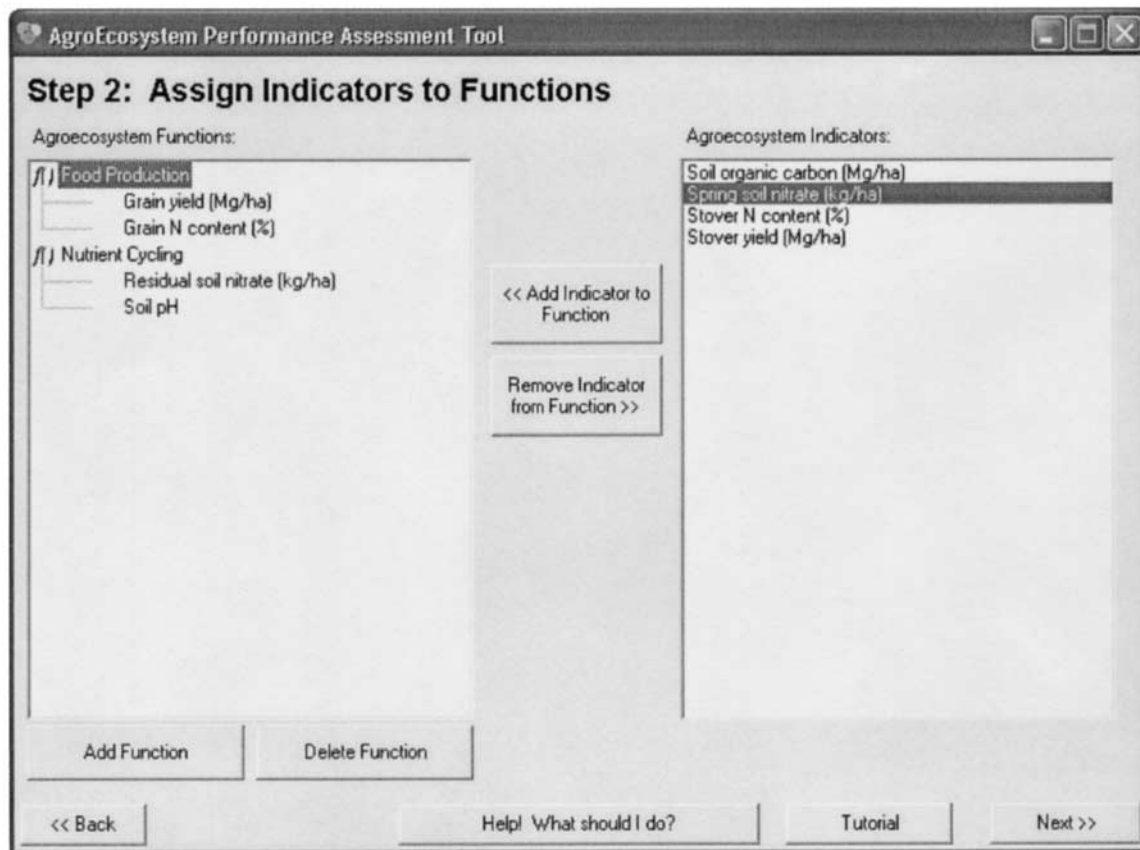 AgroEcosystem Performance Assessment Tool
Step 2: Assign Indicators to Functions
Agroecosystem Functions:
f() Food Production
Grain yield (Mg/ha)
Grain N content (%)
f() Nutrient Cycling
Residual soil nitrate (kg/ha)
Soil pH
<< Add Indicator to
Function
Remove Indicator
from Function >>
Agroecosystem Indicators:
Soil organic carbon (Mg/ha)
Spring soil nitrate (kg/ha)
Stover N content (%)
Stover yield (Mg/ha)
Add Function
Delete Function
<< Back
Help! What should I do?
Tutorial
Next >>